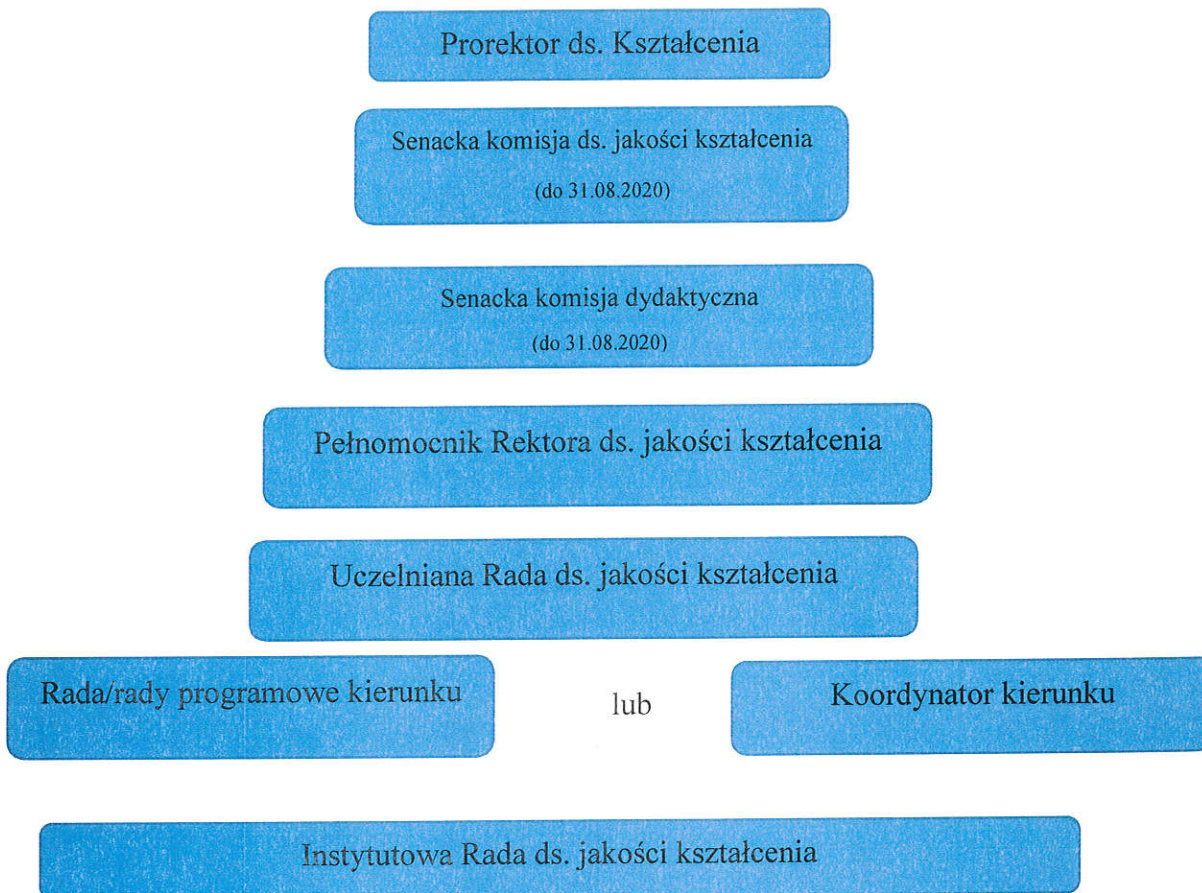 Prorektor ds. Kształcenia
Senacka komisja ds. jakości kształcenia
(do 31.08.2020)
Senacka komisja dydaktyczna
(do 31.08.2020)
Pełnomocnik Rektora ds. jakości kształcenia
Uczelniana Rada ds. jakości kształcenia
Rada/rady programowe kierunku lub Koordynator kierunku
Instytutowa Rada ds. jakości kształcenia